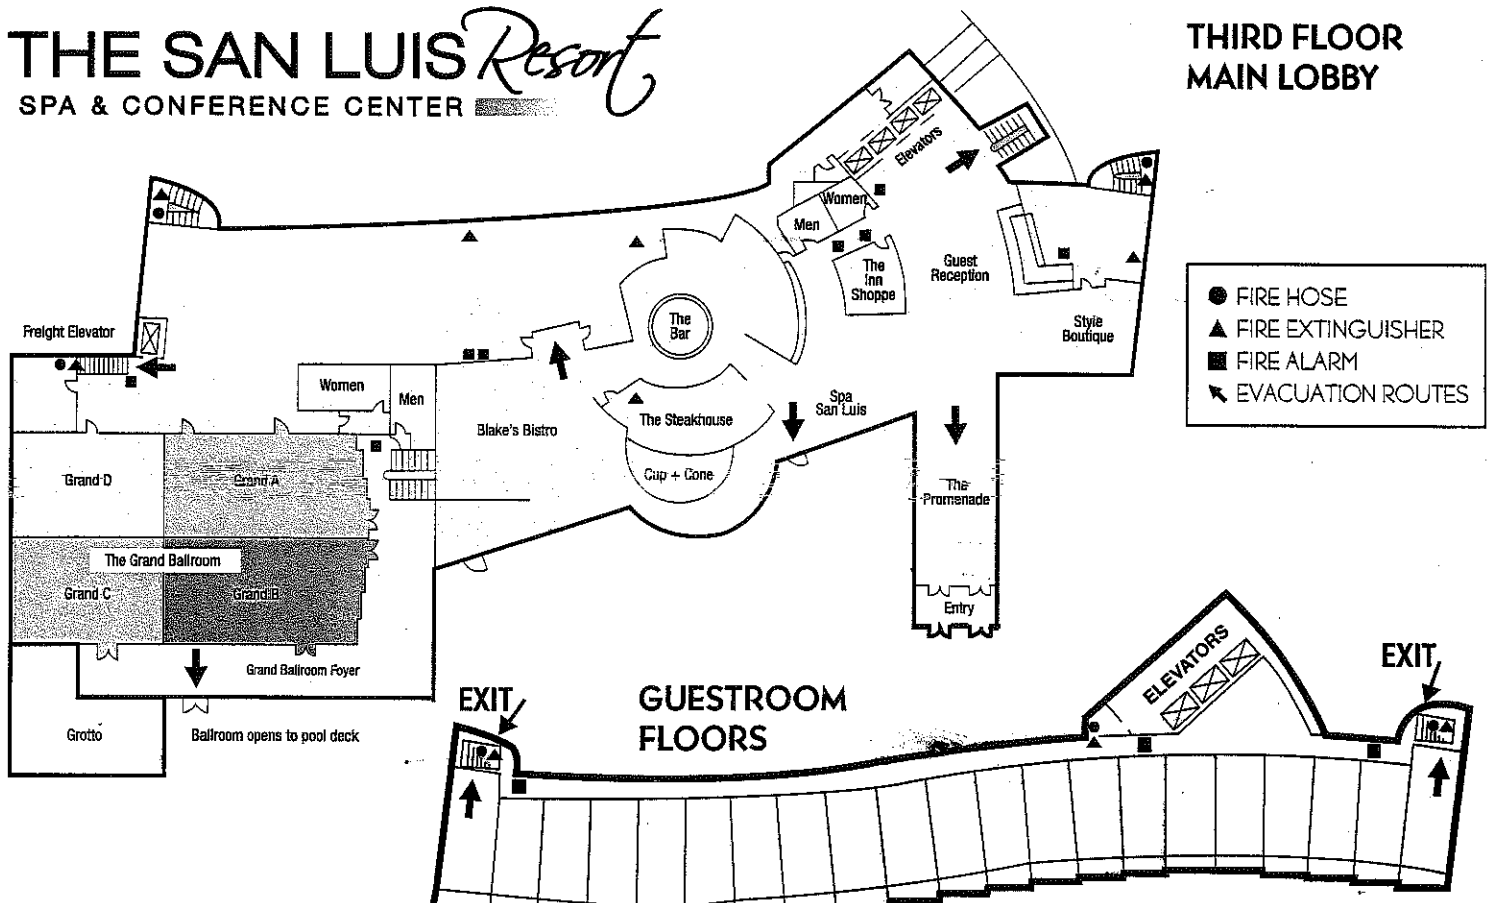 THE SAN LUIS Resort
SPA & CONFERENCE CENTER
THIRD FLOOR
MAIN LOBBY
Elevators
Women
Men
The
Inn
Shoppe
Guest
Reception
Style
Boutique
FIRE HOSE
FIRE EXTINGUISHER
FIRE ALARM
EVACUATION ROUTES
Freight Elevator
The
Bar
Women
Men
Blake's Bistro
The Steakhouse
Cup + Cone
Spa
San Luis
The
Promenade
Entry
Grand D
Grand A
The Grand Ballroom
Grand C
Grand B
Grand Ballroom Foyer
Grotto
Ballroom opens to pool deck
GUESTROOM
FLOORS
EXIT
ELEVATORS
EXIT